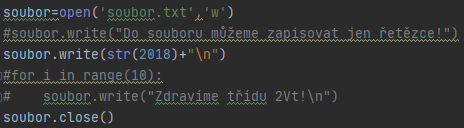 soubor=open('soubor.txt','w')
#soubor.write("Do souboru můžeme zapisovat jen řetězce!")
soubor.write(str(2018)+"\n")
#for i in range(10):
#    soubor.write("Zdravíme třídu 2Vt!\n")
soubor.close()